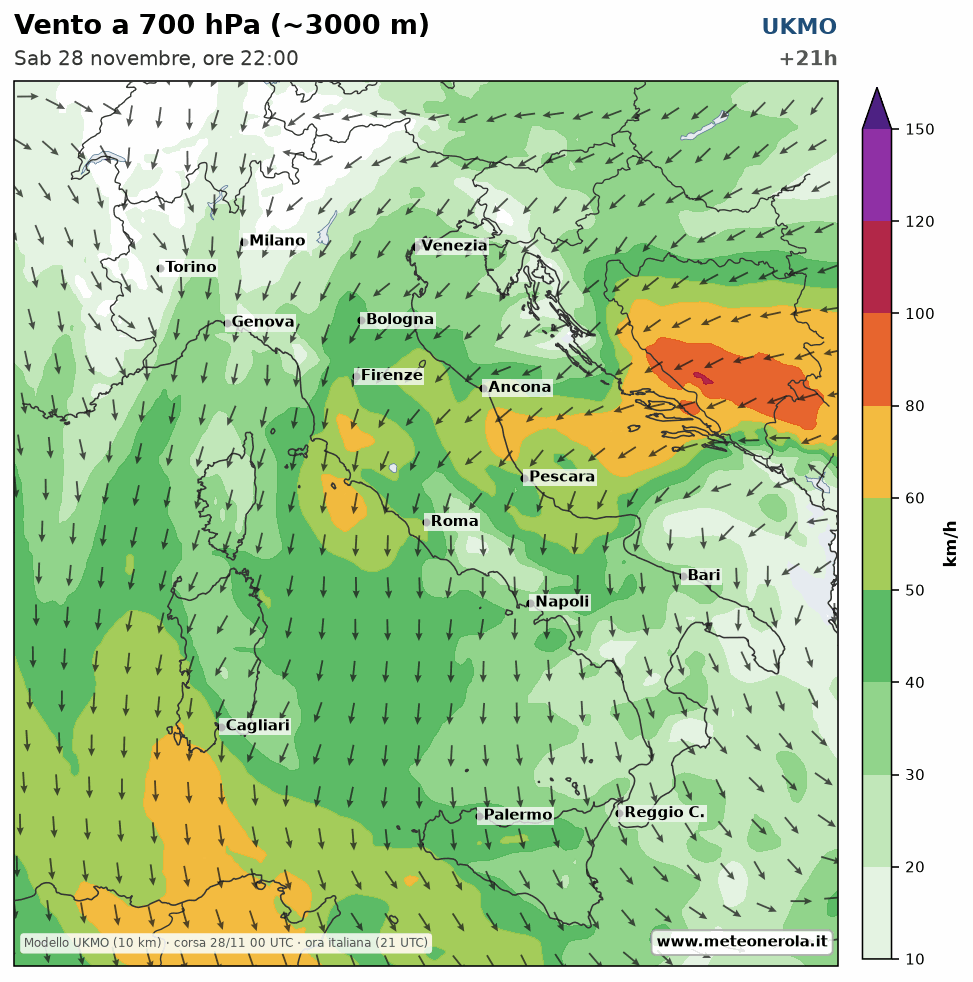 Vento a 700 hPa (~3000 m)
UKMO
Sab 28 novembre, ore 22:00
+21h
150
120
100
80
60
50
40
30
20
10
km/h
Milano
Venezia
Torino
Genova
Bologna
Firenze
Ancona
Pescara
Roma
Bari
Napoli
Cagliari
Palermo
Reggio C.
Modello UKMO (10 km) · corsa 28/11 00 UTC · ora italiana (21 UTC)
www.meteonerola.it